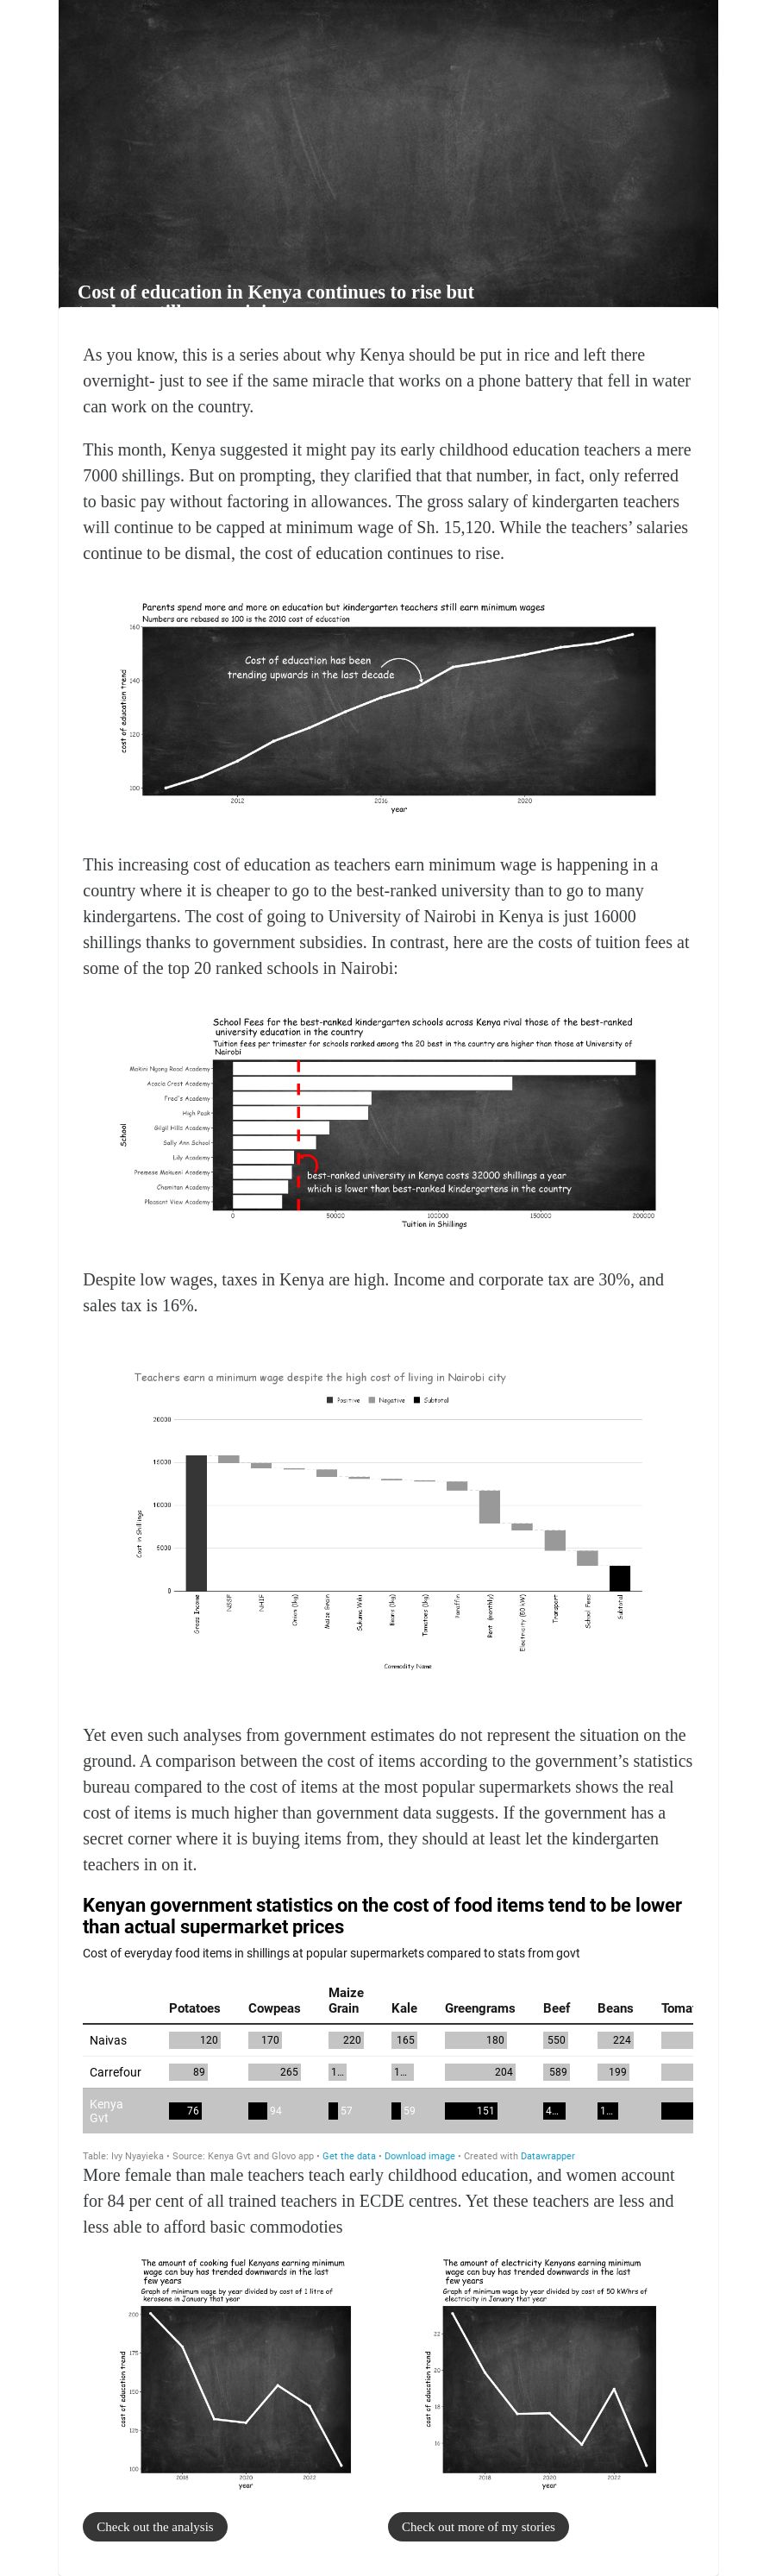 Cost of education in Kenya continues to rise but
As you know, this is a series about why Kenya should be put in rice and left there
overnight- just to see if the same miracle that works on a phone battery that fell in water
can work on the country.
This month, Kenya suggested it might pay its early childhood education teachers a mere
7000 shillings. But on prompting, they clarified that that number, in fact, only referred
to basic pay without factoring in allowances. The gross salary of kindergarten teachers
will continue to be capped at minimum wage of Sh. 15,120. While the teachers’ salaries
continue to be dismal, the cost of education continues to rise.
Parents spend more and more on education but kindergarten teachers still earn minimum wages
Numbers are rebased so 100 is the 2010 cost of education
160
140
120
100
cost of education trend
Cost of education has been
trending upwards in the last decade
2012 2016 2020
year
This increasing cost of education as teachers earn minimum wage is happening in a
country where it is cheaper to go to the best-ranked university than to go to many
kindergartens. The cost of going to University of Nairobi in Kenya is just 16000
shillings thanks to government subsidies. In contrast, here are the costs of tuition fees at
some of the top 20 ranked schools in Nairobi:
School Fees for the best-ranked kindergarten schools across Kenya rival those of the best-ranked
university education in the country
Tuition fees per trimester for schools ranked among the 20 best in the country are higher than those at University of
Nairobi
School
Makini Ngong Road Academy
Acacia Crest Academy
Fred's Academy
High Peak
Gilgil Hills Academy
Sally Ann School
Lily Academy
Premese Makueni Academy
Chemitan Academy
Pleasant View Academy
best-ranked university in Kenya costs 32000 shillings a year
which is lower than best-ranked kindergartens in the country
0 50000 100000 150000 200000
Tuition in Shillings
Despite low wages, taxes in Kenya are high. Income and corporate tax are 30%, and
sales tax is 16%.
Teachers earn a minimum wage despite the high cost of living in Nairobi city
Positive Negative Subtotal
20000
15000
10000
5000
0
Cost in Shillings
Gross Income
NSSF
NHIF
Onion (1kg)
Maize Grain
Sukuma Wiki
Beans (1kg)
Tomatoes (1kg)
Paraffin
Rent (monthly)
Electricity (50 kW)
Transport
School Fees
Subtotal
Commodity Name
Yet even such analyses from government estimates do not represent the situation on the
ground. A comparison between the cost of items according to the government’s statistics
bureau compared to the cost of items at the most popular supermarkets shows the real
cost of items is much higher than government data suggests. If the government has a
secret corner where it is buying items from, they should at least let the kindergarten
teachers in on it.
Kenyan government statistics on the cost of food items tend to be lower
than actual supermarket prices
Cost of everyday food items in shillings at popular supermarkets compared to stats from govt
Potatoes Cowpeas Maize Grain Kale Greengrams Beef Beans Toma
Naivas 120 170 220 165 180 550 224
Carrefour 89 265 1... 1... 204 589 199
Kenya Gvt 76 94 57 59 151 4... 1...
Table: Ivy Nyayieka • Source: Kenya Gvt and Glovo app • Get the data • Download image • Created with Datawrapper
More female than male teachers teach early childhood education, and women account
for 84 per cent of all trained teachers in ECDE centres. Yet these teachers are less and
less able to afford basic commodoties
The amount of cooking fuel Kenyans earning minimum
wage can buy has trended downwards in the last
few years
Graph of minimum wage by year divided by cost of 1 litre of
kerosene in January that year
200
175
150
125
100
cost of education trend
2018 2020 2022
year
The amount of electricity Kenyans earning minimum
wage can buy has trended downwards in the last
few years
Graph of minimum wage by year divided by cost of 50 kWhrs of
electricity in January that year
22
20
18
16
cost of education trend
2018 2020 2022
year
Check out the analysis
Check out more of my stories